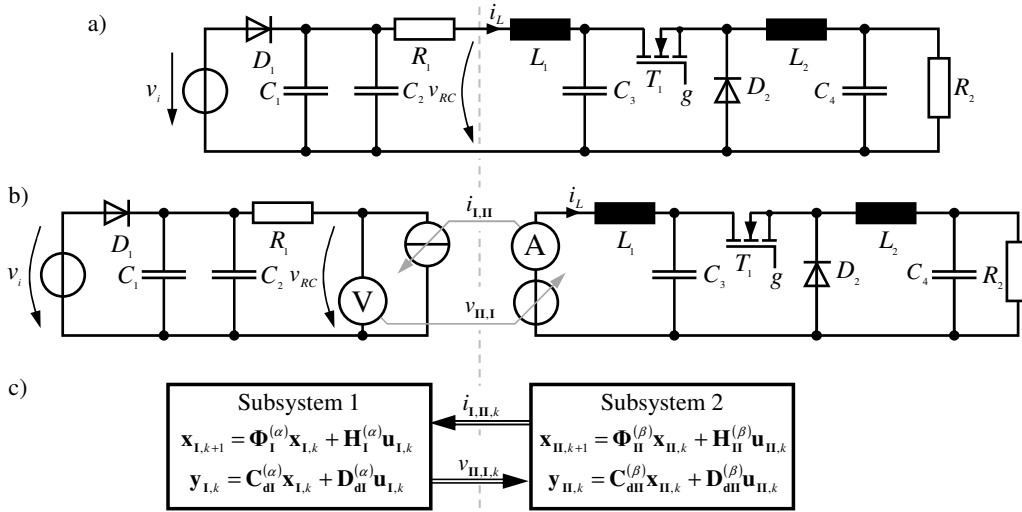 a)
v_i
D_1
C_1
C_2
R_1
v_RC
i_L
L_1
C_3
T_1
g
D_2
L_2
C_4
R_2
b)
v_i
D_1
C_1
C_2
R_1
v_RC
V
i_I,II
v_II,I
A
i_L
L_1
C_3
T_1
g
D_2
L_2
C_4
R_2
c)
Subsystem 1
x_I,k+1 = Φ_I^(α) x_I,k + H_I^(α) u_I,k
y_I,k = C_dI^(α) x_I,k + D_dI^(α) u_I,k
i_I,II,k
v_II,I,k
Subsystem 2
x_II,k+1 = Φ_II^(β) x_II,k + H_II^(β) u_II,k
y_II,k = C_dII^(β) x_II,k + D_dII^(β) u_II,k